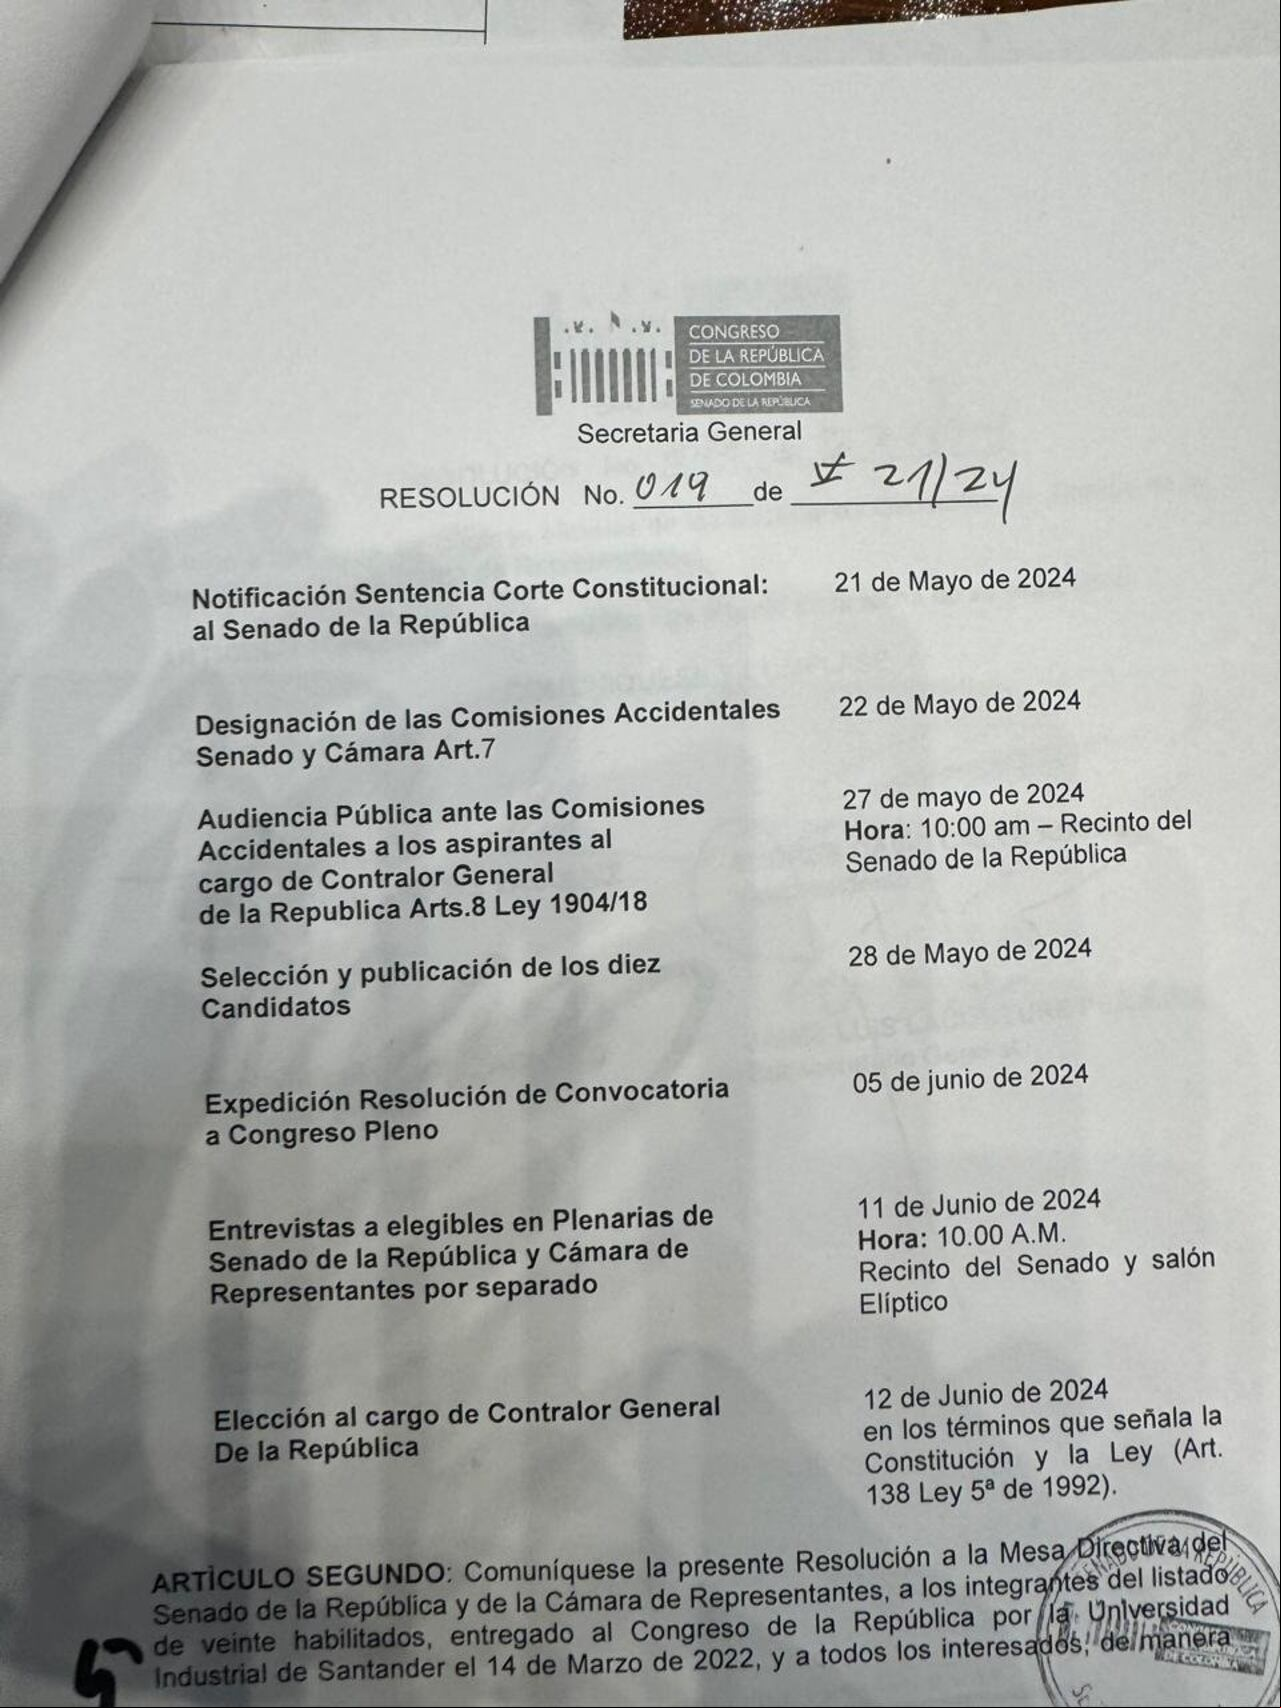 CONGRESO
DE LA REPÚBLICA
DE COLOMBIA
SENADO DE LA REPÚBLICA
Secretaria General
RESOLUCIÓN No. 019 de V 21/24
Notificación Sentencia Corte Constitucional: 21 de Mayo de 2024
al Senado de la República
Designación de las Comisiones Accidentales 22 de Mayo de 2024
Senado y Cámara Art.7
Audiencia Pública ante las Comisiones 27 de mayo de 2024
Accidentales a los aspirantes al Hora: 10:00 am – Recinto del
cargo de Contralor General Senado de la República
de la Republica Arts.8 Ley 1904/18
Selección y publicación de los diez 28 de Mayo de 2024
Candidatos
Expedición Resolución de Convocatoria 05 de junio de 2024
a Congreso Pleno
Entrevistas a elegibles en Plenarias de 11 de Junio de 2024
Senado de la República y Cámara de Hora: 10.00 A.M.
Representantes por separado Recinto del Senado y salón
Elíptico
Elección al cargo de Contralor General 12 de Junio de 2024
De la República en los términos que señala la
Constitución y la Ley (Art.
138 Ley 5ª de 1992).
ARTÌCULO SEGUNDO: Comuníquese la presente Resolución a la Mesa Directiva del
Senado de la República y de la Cámara de Representantes, a los integrantes del listado
de veinte habilitados, entregado al Congreso de la República por la Universidad
Industrial de Santander el 14 de Marzo de 2022, y a todos los interesados, de manera
SENADO DE LA REPÚBLICA